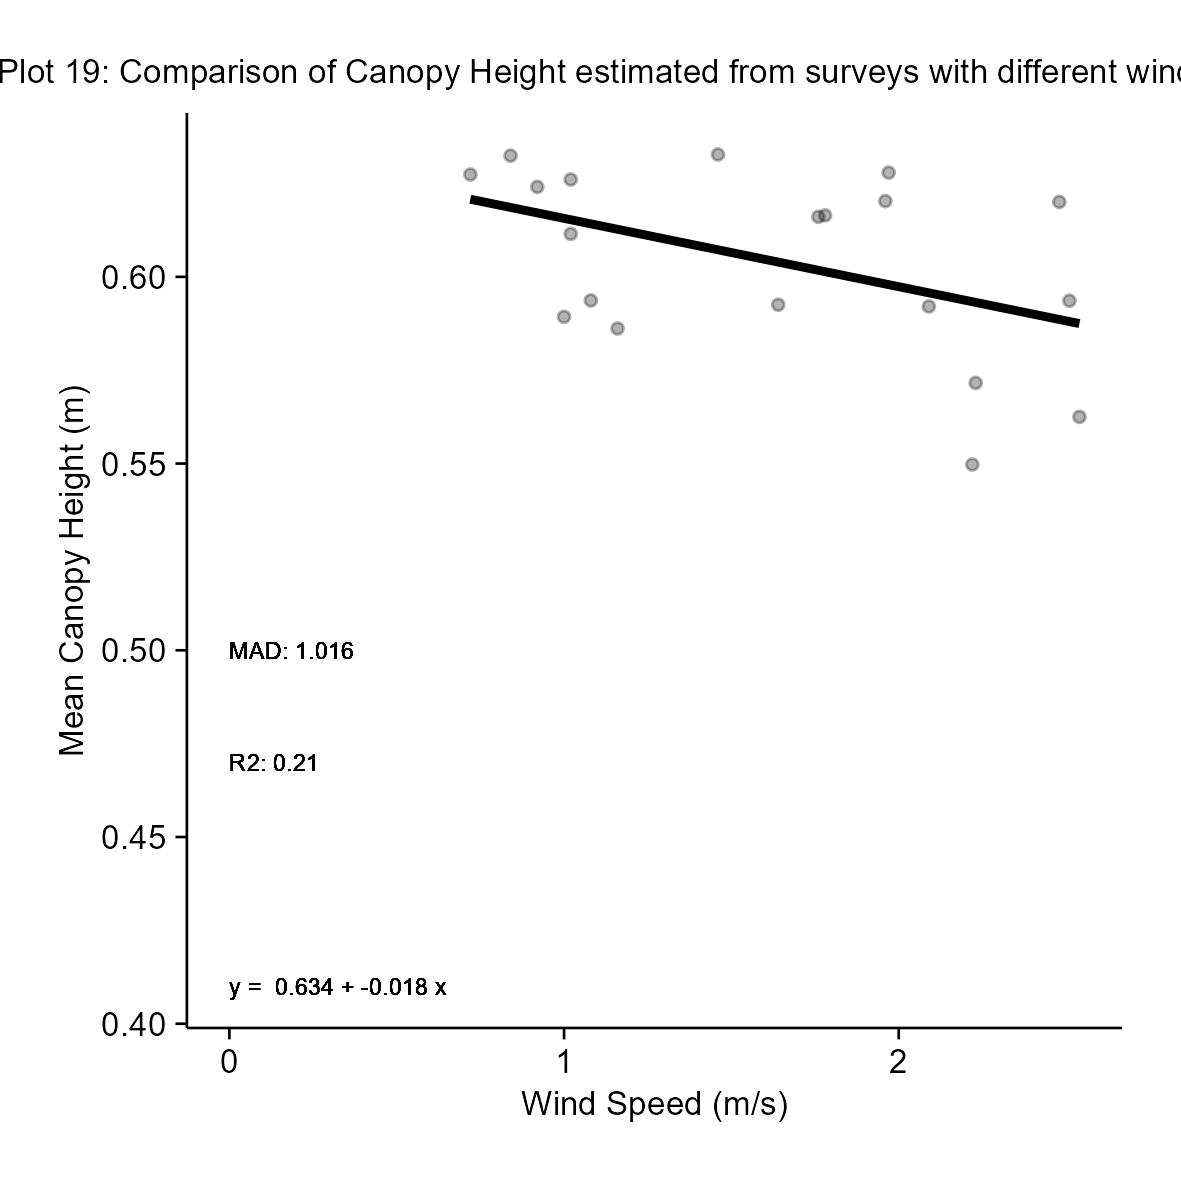 Plot 19: Comparison of Canopy Height estimated from surveys with different
Mean Canopy Height (m)
0.60
0.55
0.50
0.45
0.40
MAD: 1.016
R2: 0.21
y =  0.634 + -0.018 x
0
1
2
Wind Speed (m/s)